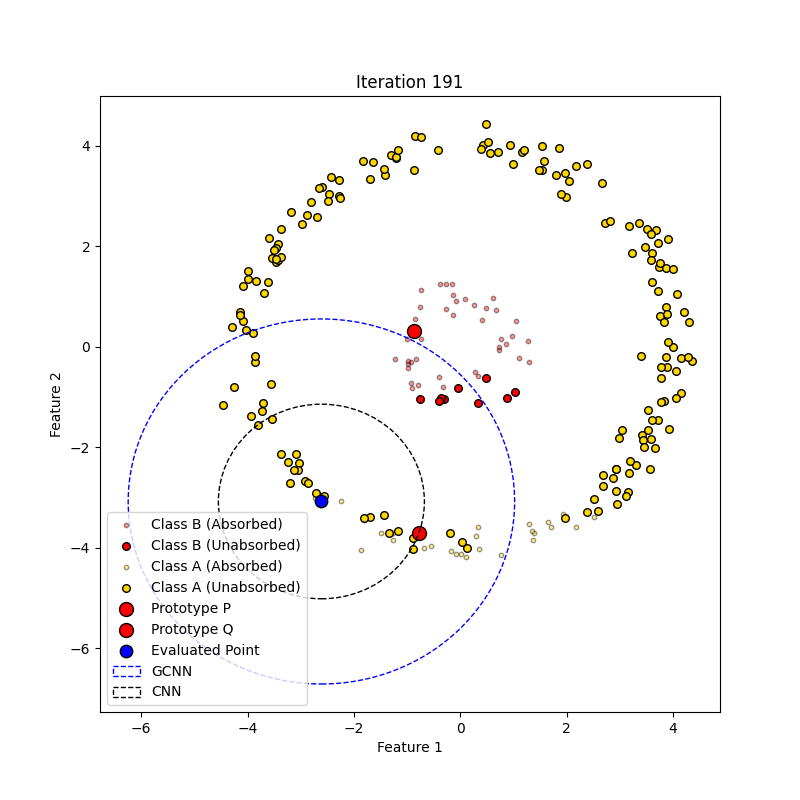 Iteration 191
Feature 2
4
2
0
−2
−4
−6
Class B (Absorbed)
Class B (Unabsorbed)
Class A (Absorbed)
Class A (Unabsorbed)
Prototype P
Prototype Q
Evaluated Point
GCNN
CNN
−6 −4 −2 0 2 4
Feature 1